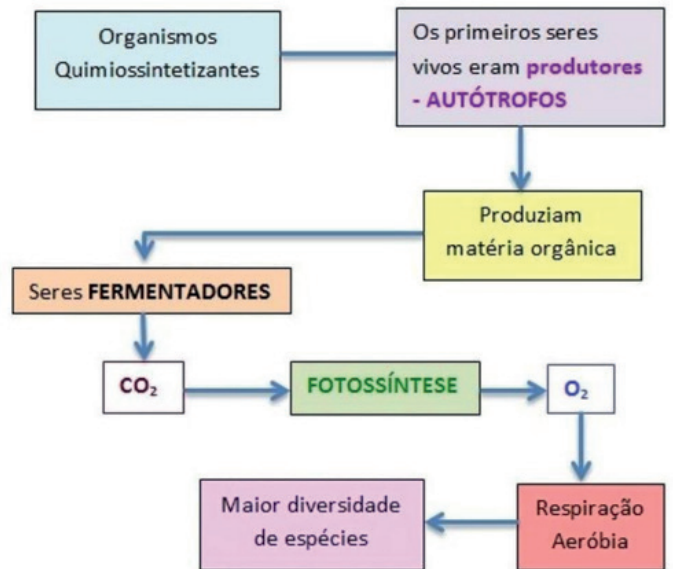 Organismos
Quimiossintetizantes
Os primeiros seres
vivos eram produtores
- AUTÓTROFOS
Produziam
matéria orgânica
Seres FERMENTADORES
CO₂
FOTOSSÍNTESE
O₂
Maior diversidade
de espécies
Respiração
Aeróbia